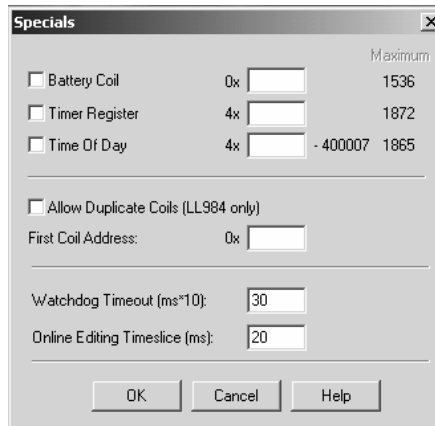 Specials
Maximum
Battery Coil 0x 1536
Timer Register 4x 1872
Time Of Day 4x - 400007 1865
Allow Duplicate Coils (LL984 only)
First Coil Address: 0x
Watchdog Timeout (ms*10): 30
Online Editing Timeslice (ms): 20
OK Cancel Help